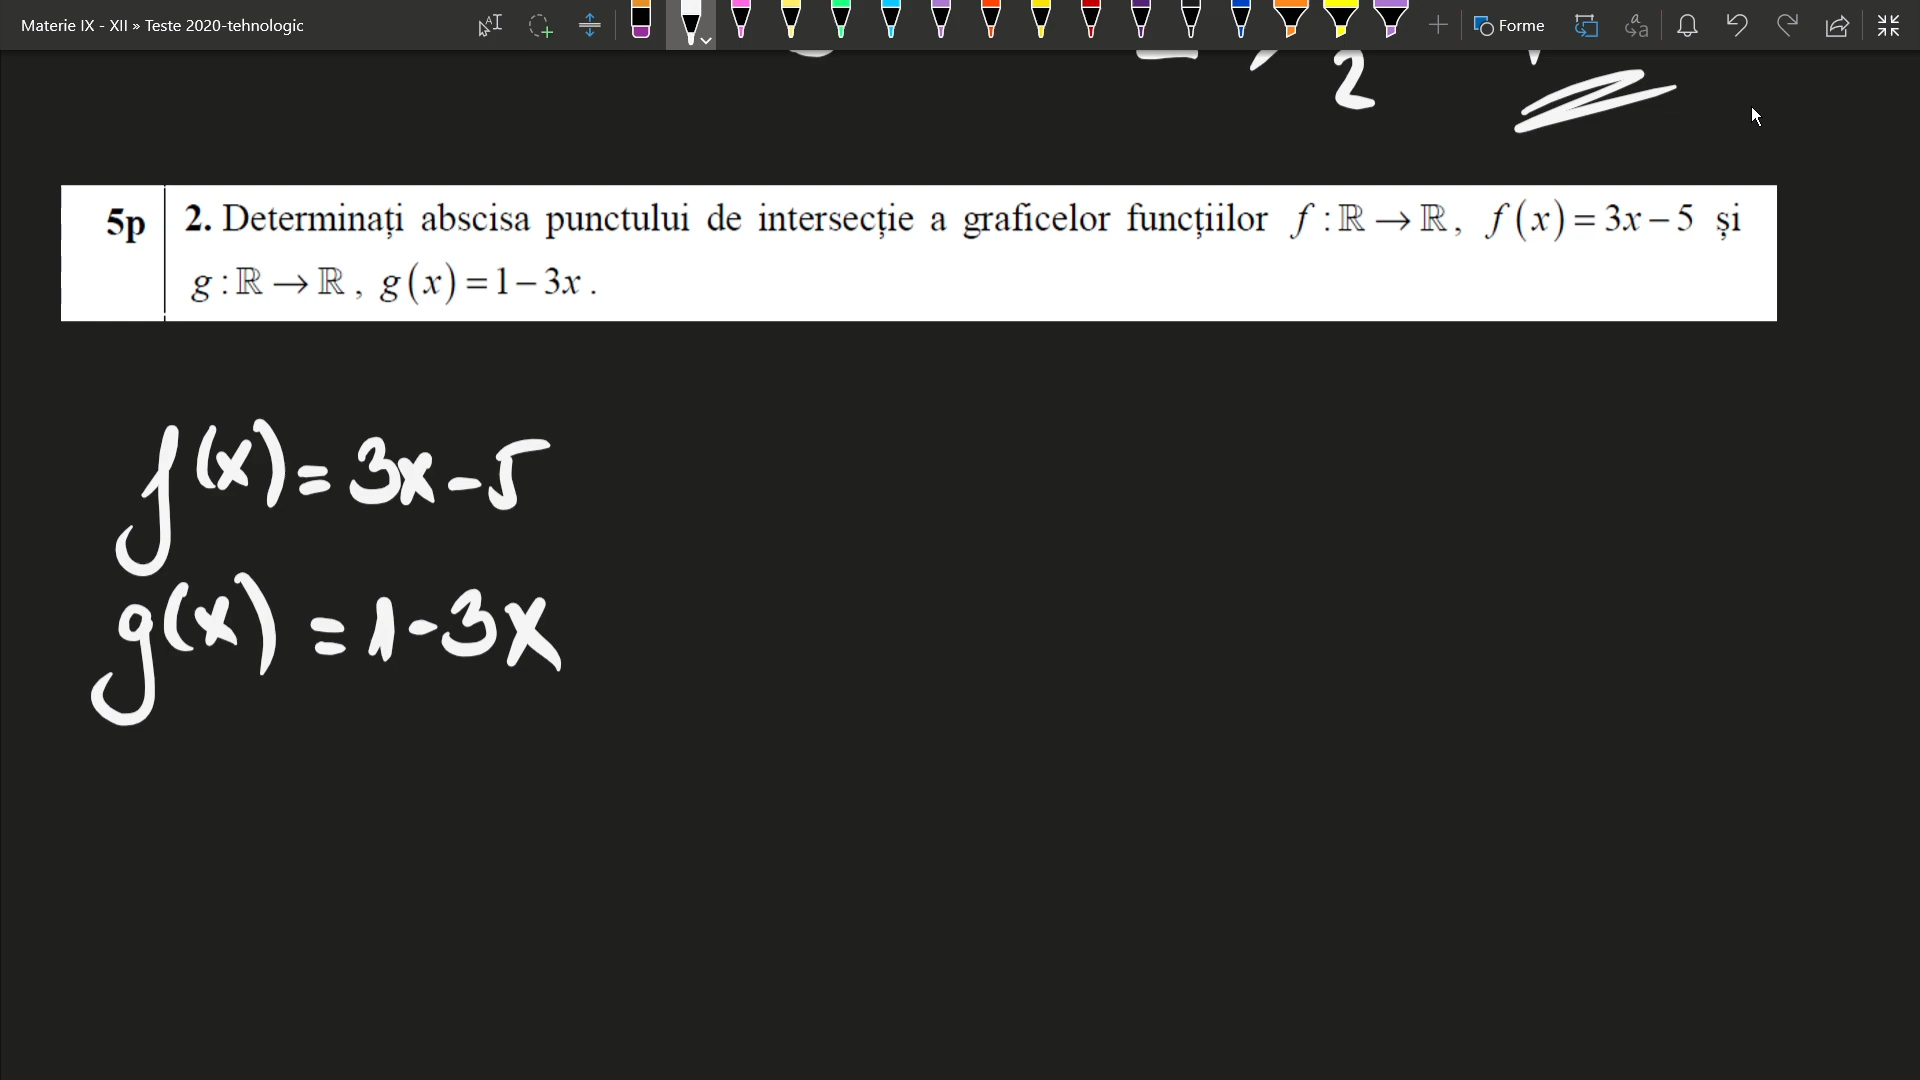 Materie IX - XII » Teste 2020-tehnologic
Forme
2
5p
2. Determinați abscisa punctului de intersecție a graficelor funcțiilor f : ℝ → ℝ, f(x) = 3x − 5 și
g : ℝ → ℝ, g(x) = 1 − 3x.
f(x) = 3x - 5
g(x) = 1 - 3x